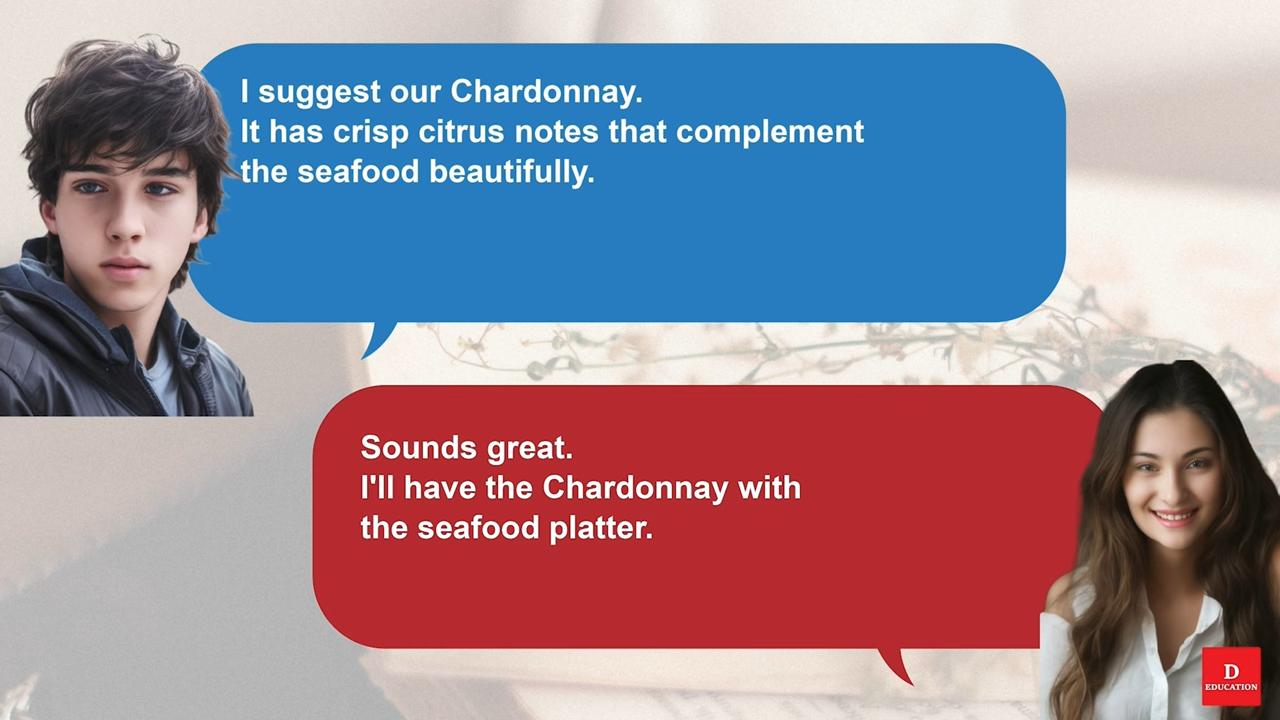 I suggest our Chardonnay.
It has crisp citrus notes that complement
the seafood beautifully.
Sounds great.
I'll have the Chardonnay with
the seafood platter.
D
EDUCATION